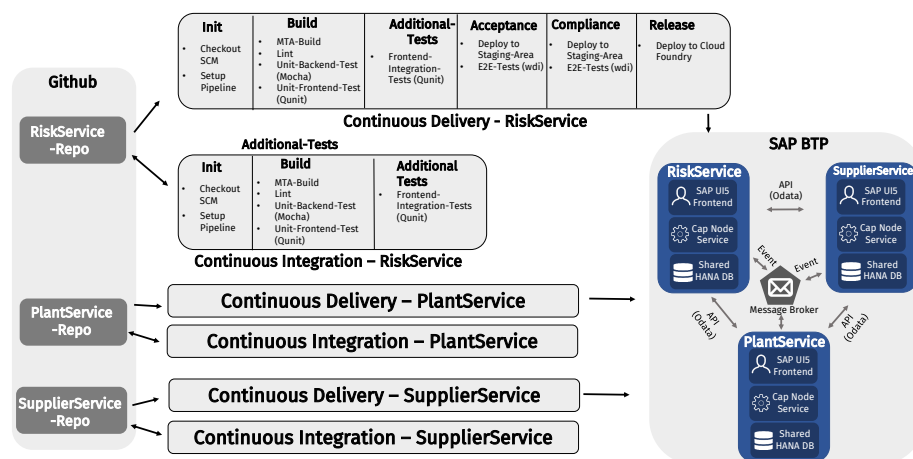 Github
RiskService
-Repo
PlantService
-Repo
SupplierService
-Repo
Init
• Checkout
SCM
• Setup
Pipeline
Build
• MTA-Build
• Lint
• Unit-Backend-Test
(Mocha)
• Unit-Frontend-Test
(Qunit)
Additional-
Tests
• Frontend-
Integration-
Tests (Qunit)
Acceptance
• Deploy to
Staging-Area
• E2E-Tests (wdi)
Compliance
• Deploy to
Staging-Area
• E2E-Tests (wdi)
Release
• Deploy to Cloud
Foundry
Continuous Delivery - RiskService
Additional-Tests
Init
• Checkout
SCM
• Setup
Pipeline
Build
• MTA-Build
• Lint
• Unit-Backend-Test
(Mocha)
• Unit-Frontend-Test
(Qunit)
Additional
Tests
• Frontend-
Integration-Tests
(Qunit)
Continuous Integration – RiskService
Continuous Delivery – PlantService
Continuous Integration – PlantService
Continuous Delivery – SupplierService
Continuous Integration – SupplierService
SAP BTP
RiskService
SAP UI5
Frontend
Cap Node
Service
Shared
HANA DB
API
(Odata)
SupplierService
SAP UI5
Frontend
Cap Node
Service
Shared
HANA DB
Event
Event
Message Broker
API
(Odata)
API
(Odata)
PlantService
SAP UI5
Frontend
Cap Node
Service
Shared
HANA DB